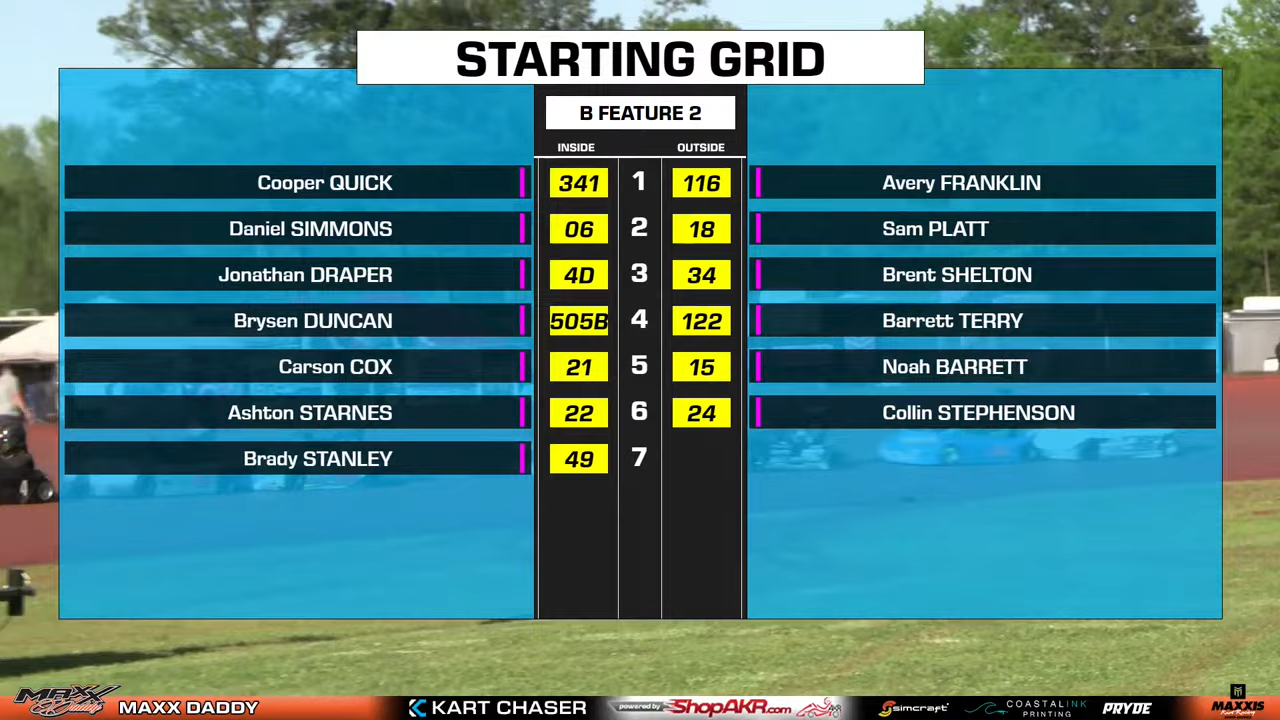 STARTING GRID
B FEATURE 2
INSIDE OUTSIDE
Cooper QUICK 341 1 116 Avery FRANKLIN
Daniel SIMMONS 06 2 18 Sam PLATT
Jonathan DRAPER 4D 3 34 Brent SHELTON
Brysen DUNCAN 505B 4 122 Barrett TERRY
Carson COX 21 5 15 Noah BARRETT
Ashton STARNES 22 6 24 Collin STEPHENSON
Brady STANLEY 49 7
MAXX Daddy MAXX DADDY KART CHASER powered by ShopAKR.com simcraft COASTALINK PRINTING PRYDE MAXXIS